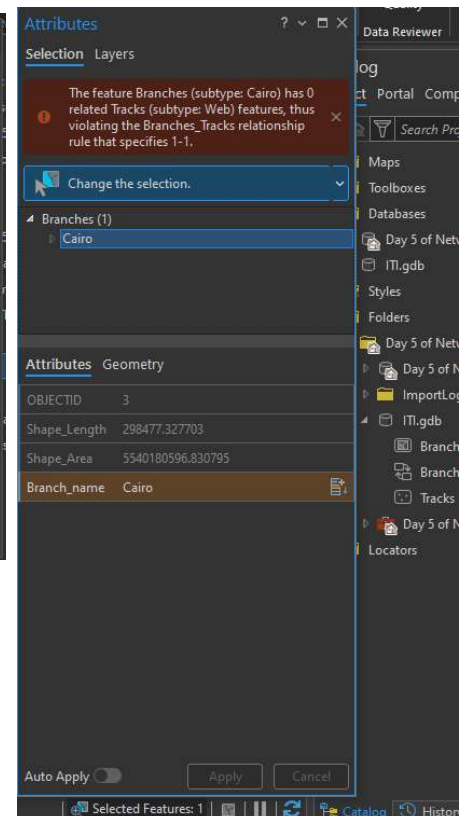 Attributes
Selection Layers
The feature Branches (subtype: Cairo) has 0
related Tracks (subtype: Web) features, thus
violating the Branches_Tracks relationship
rule that specifies 1-1.
Change the selection.
Branches (1)
Cairo
Attributes Geometry
OBJECTID 3
Shape_Length 298477.327703
Shape_Area 5540180596.830795
Branch_name Cairo
Auto Apply
Apply Cancel
Selected Features: 1
Data Reviewer
log
ct Portal Comp
Search Pro
Maps
Toolboxes
Databases
Day 5 of Netw
ITI.gdb
Styles
Folders
Day 5 of Netw
Day 5 of N
ImportLog
ITI.gdb
Branch
Branch
Tracks
Day 5 of N
Locators
Catalog Histor